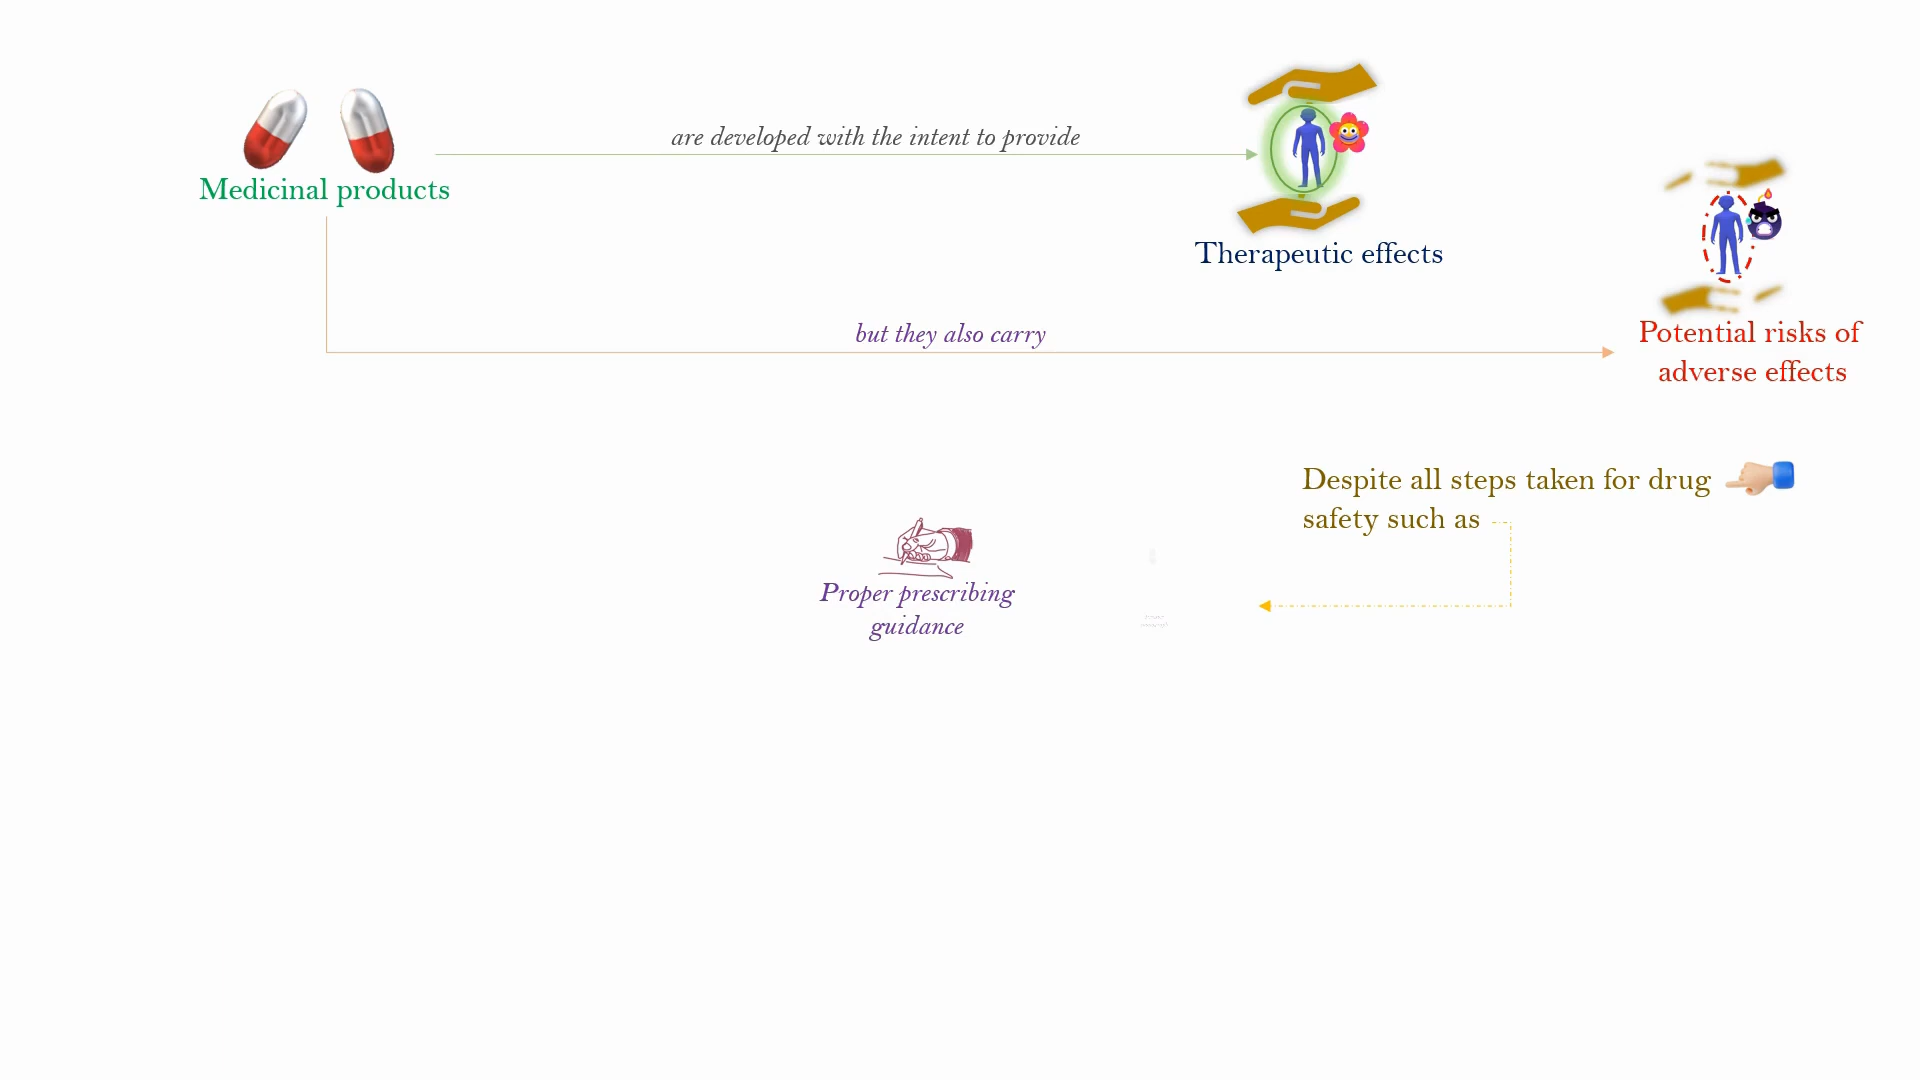 are developed with the intent to provide
Medicinal products
Therapeutic effects
but they also carry
Potential risks of
adverse effects
Despite all steps taken for drug
safety such as
Proper prescribing
guidance